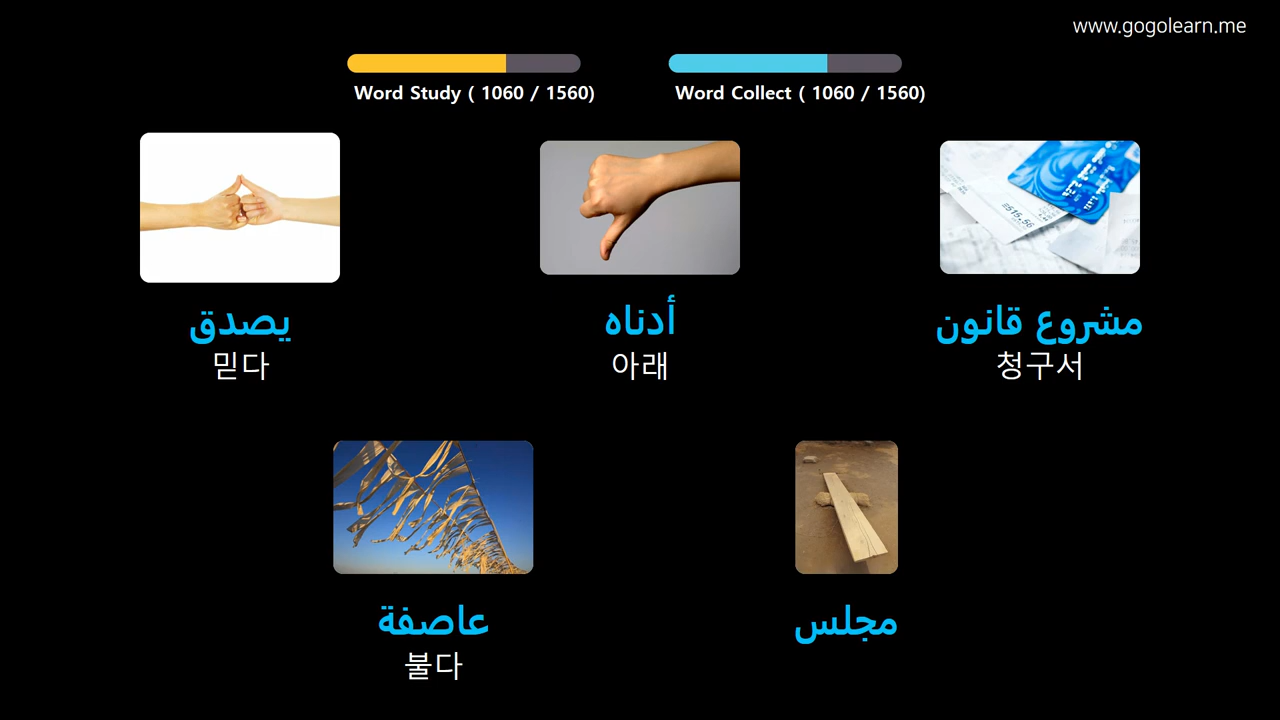 www.gogolearn.me
Word Study ( 1060 / 1560)
Word Collect ( 1060 / 1560)
يصدق
믿다
أدناه
아래
مشروع قانون
청구서
عاصفة
불다
مجلس